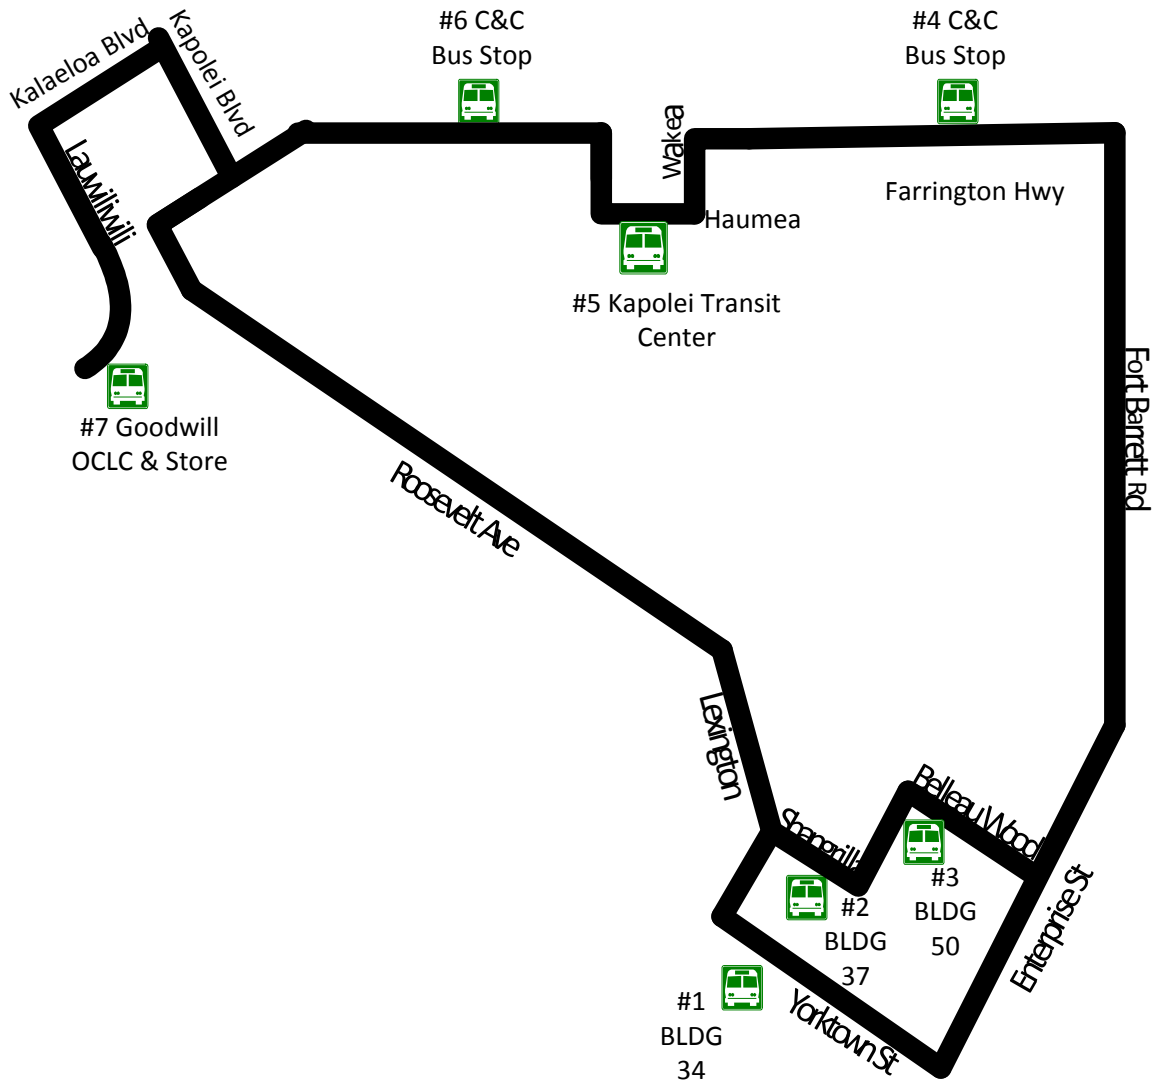 #6 C&C
Bus Stop
#4 C&C
Bus Stop
Kalaeloa Blvd
Kapolei Blvd
Wakea
Lauwiliwili
Farrington Hwy
Haumea
#5 Kapolei Transit
Center
Fort Barrett Rd
#7 Goodwill
OCLC & Store
Roosevelt Ave
Lexington
Belleau Wood
Shangrilla
#3
BLDG
50
#2
BLDG
37
Enterprise St
#1
BLDG
34
Yorktown St